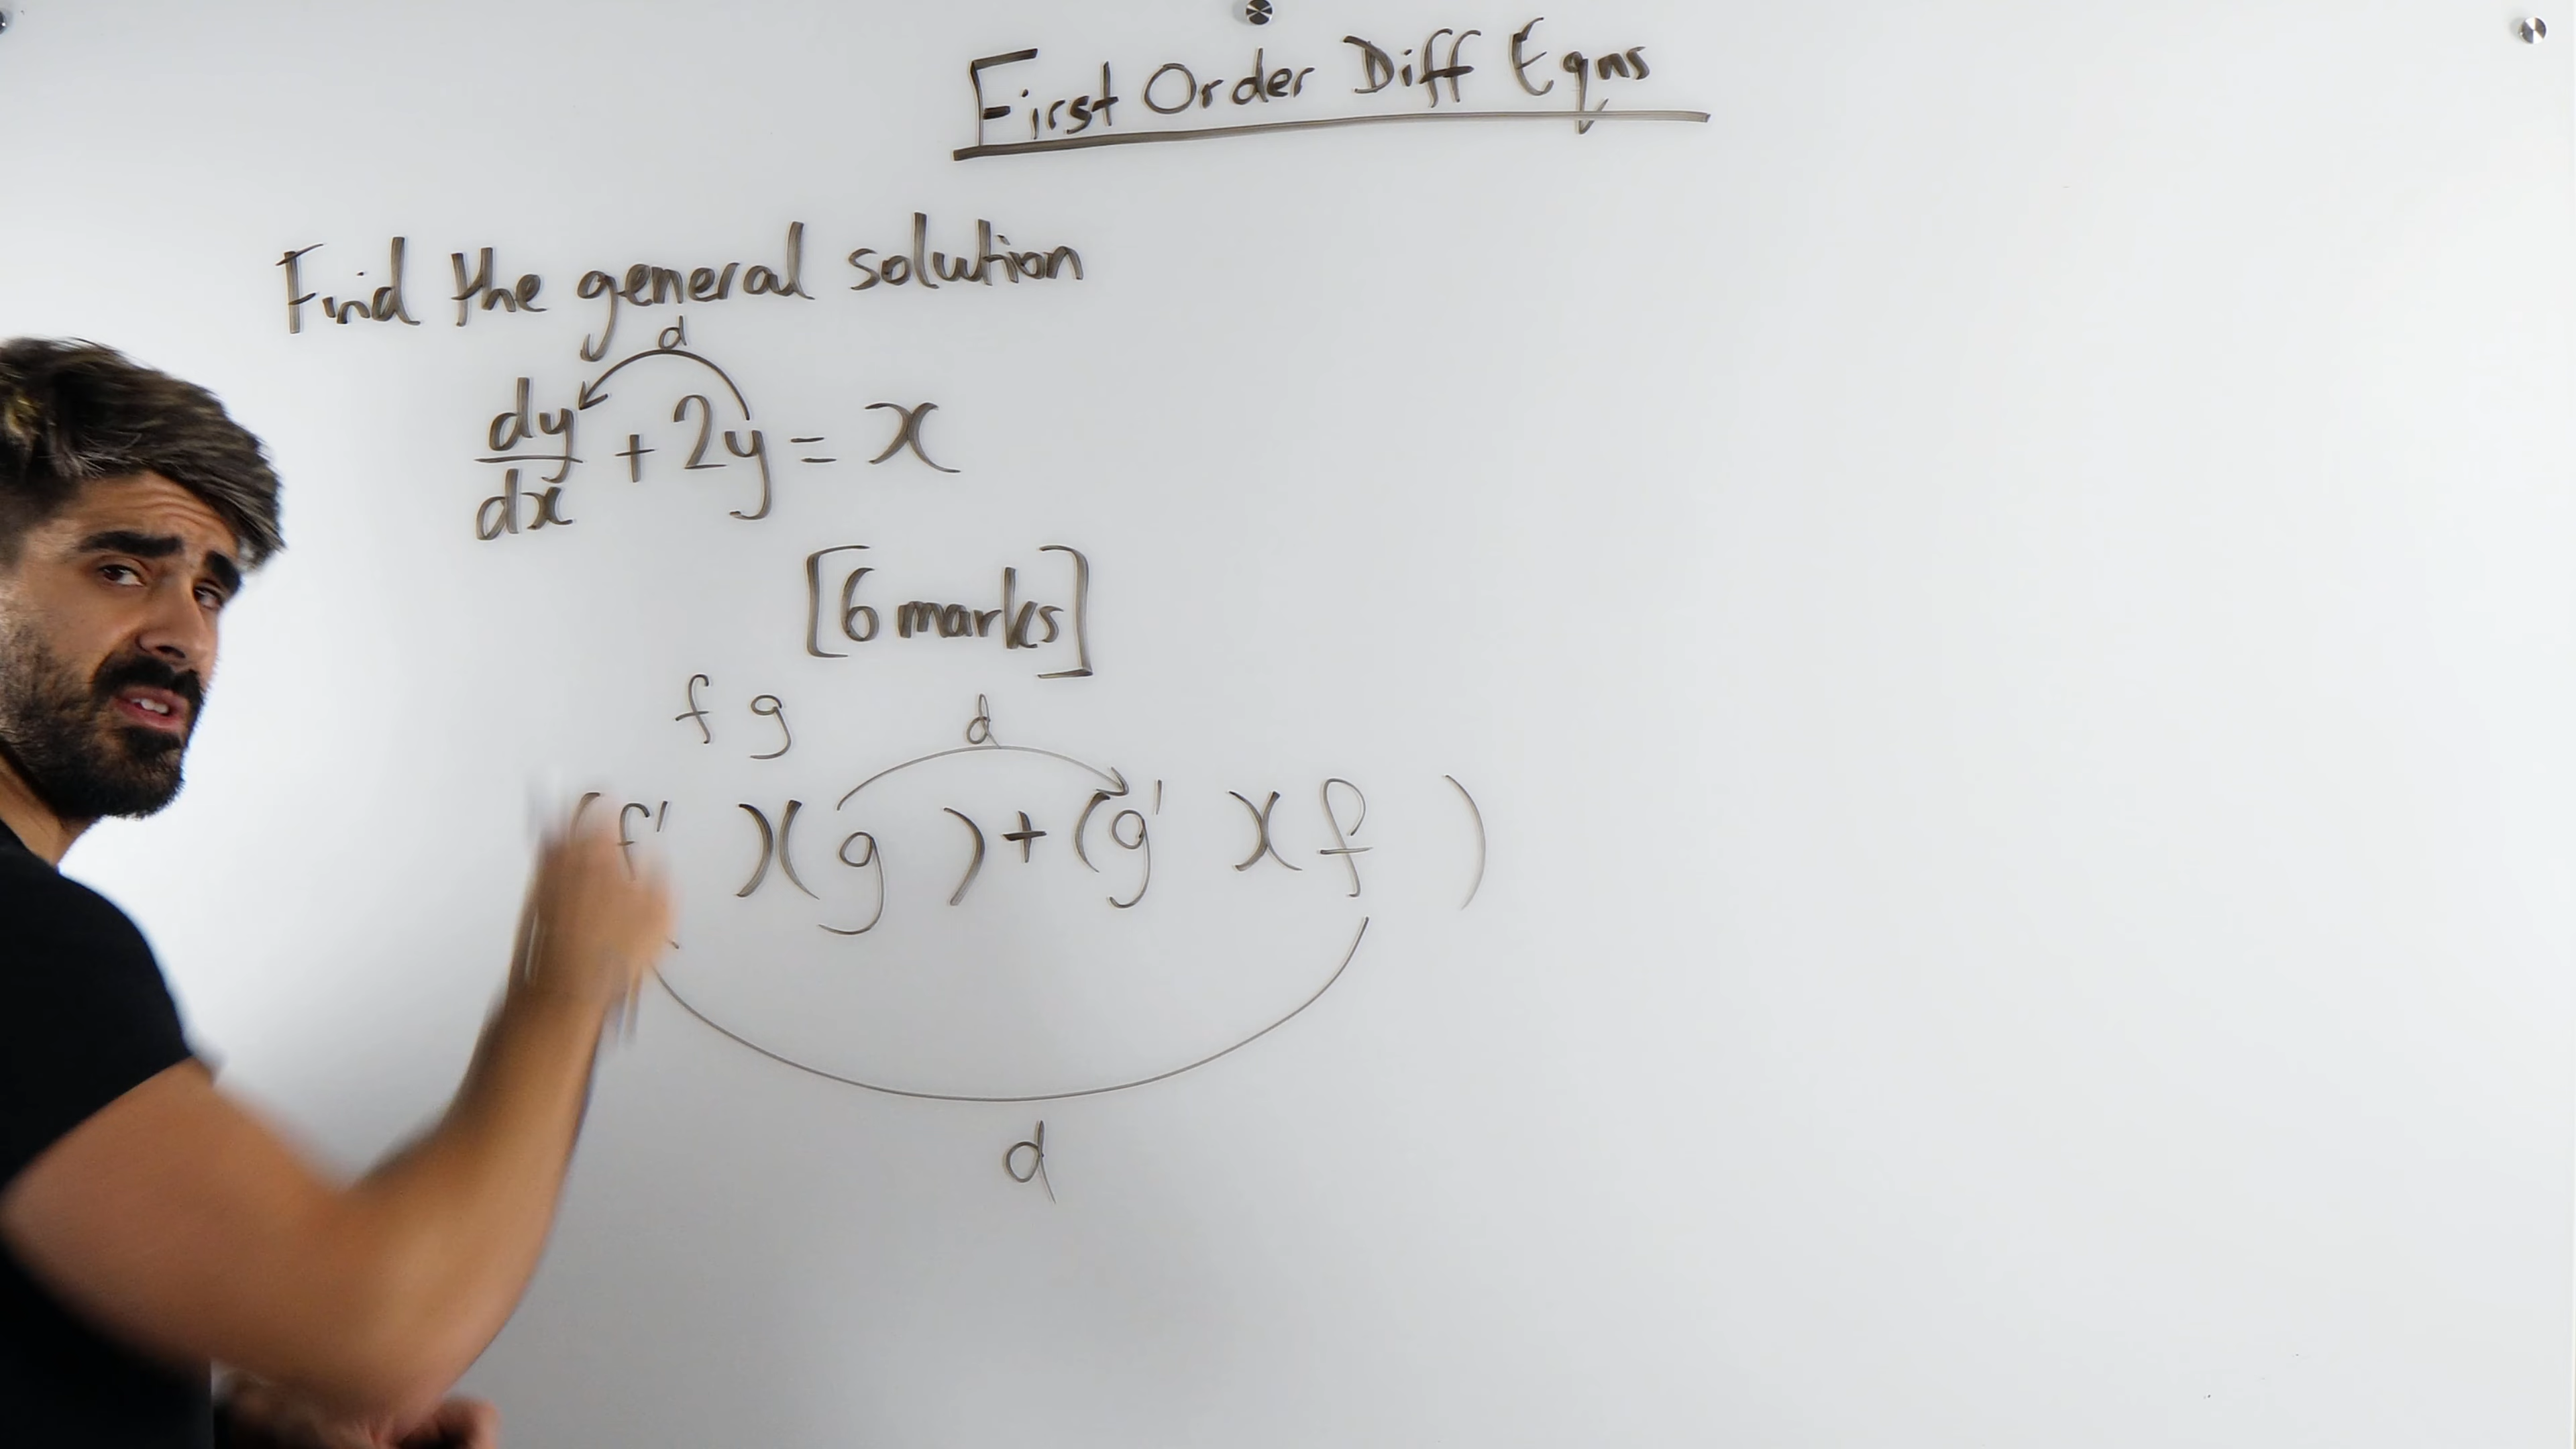 First Order Diff Eqns
Find the general solution
d
dy/dx + 2y = x
[6 marks]
f g
d
(f' )(g ) + (g' )(f )
d